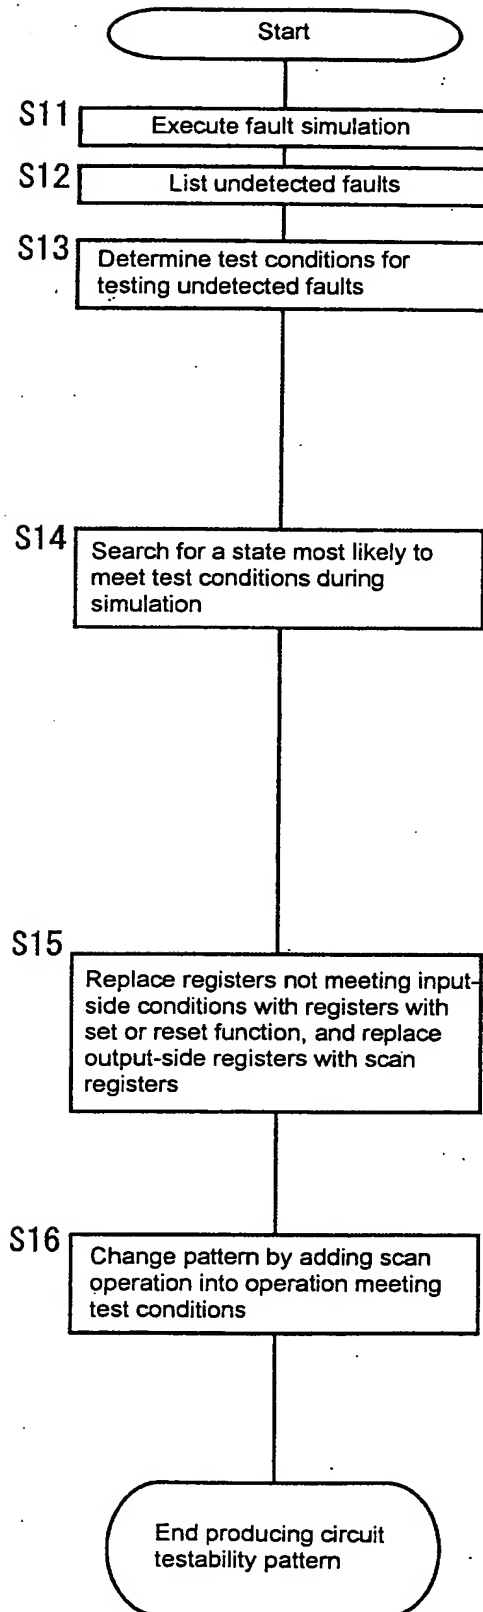 Start
S11
Execute fault simulation
S12
List undetected faults
S13
Determine test conditions for
testing undetected faults
S14
Search for a state most likely to
meet test conditions during
simulation
S15
Replace registers not meeting input-
side conditions with registers with
set or reset function, and replace
output-side registers with scan
registers
S16
Change pattern by adding scan
operation into operation meeting
test conditions
End producing circuit
testability pattern